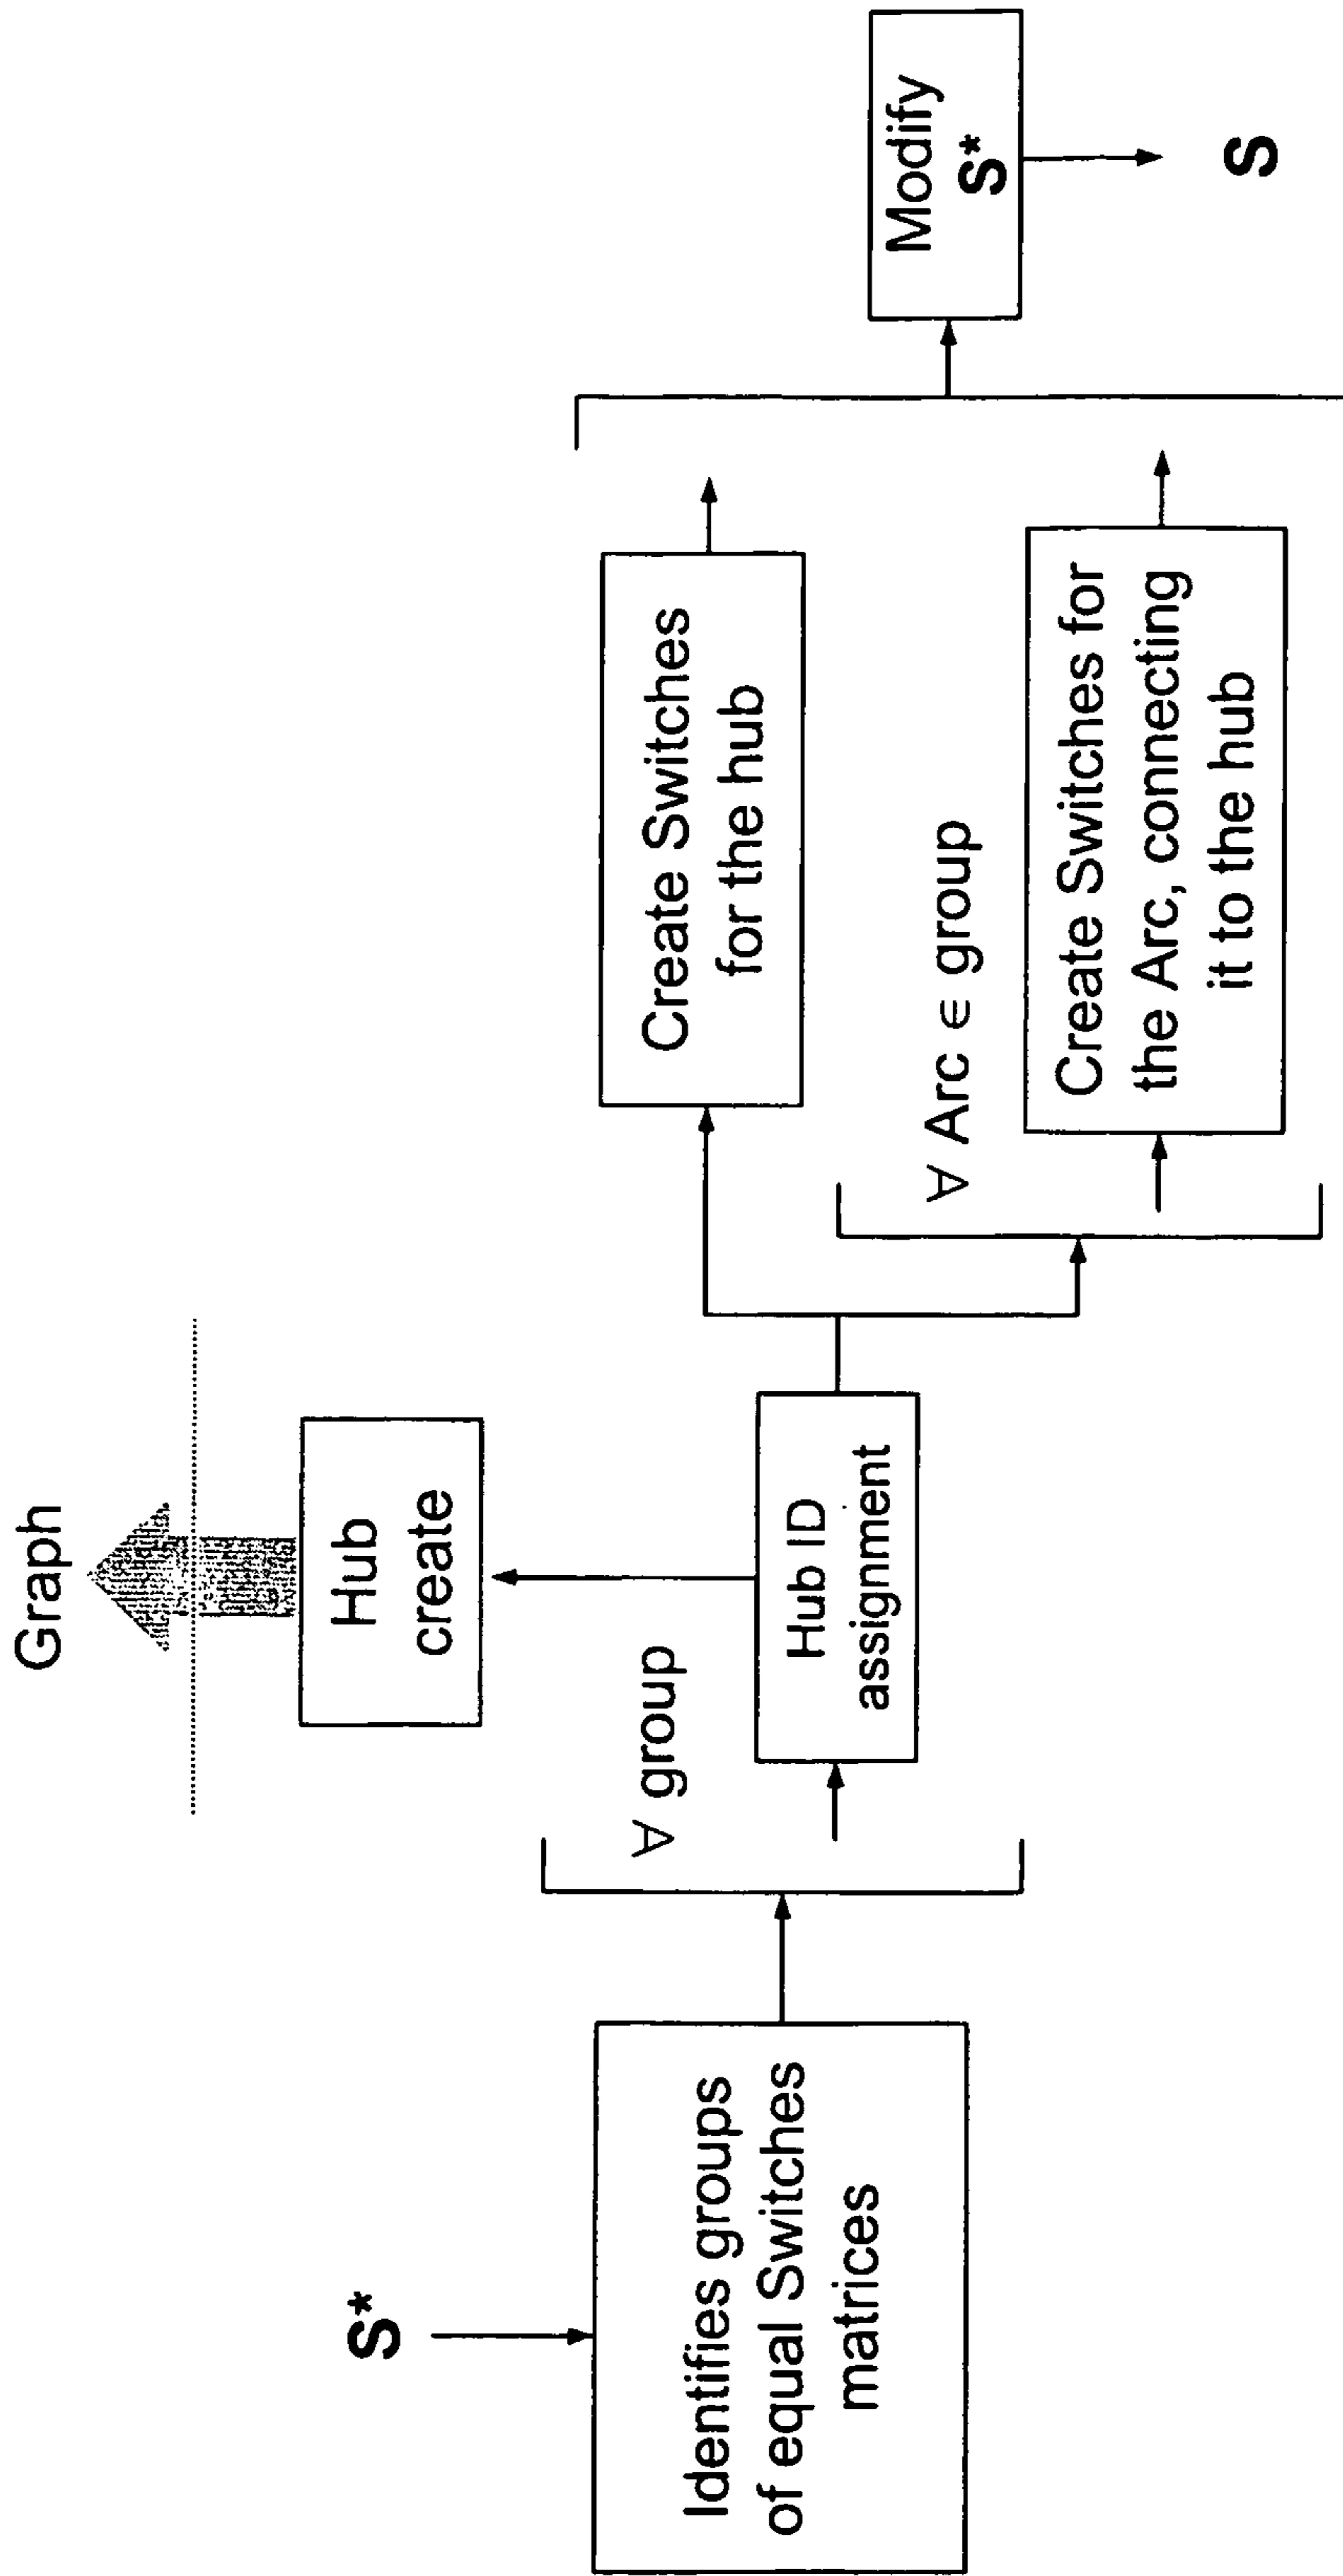 S*
Identifies groups
of equal Switches
matrices
∀ group
Graph
Hub
create
Hub ID
assignment
Create Switches
for the hub
∀ Arc ∈ group
Create Switches for
the Arc, connecting
it to the hub
Modify
S*
S